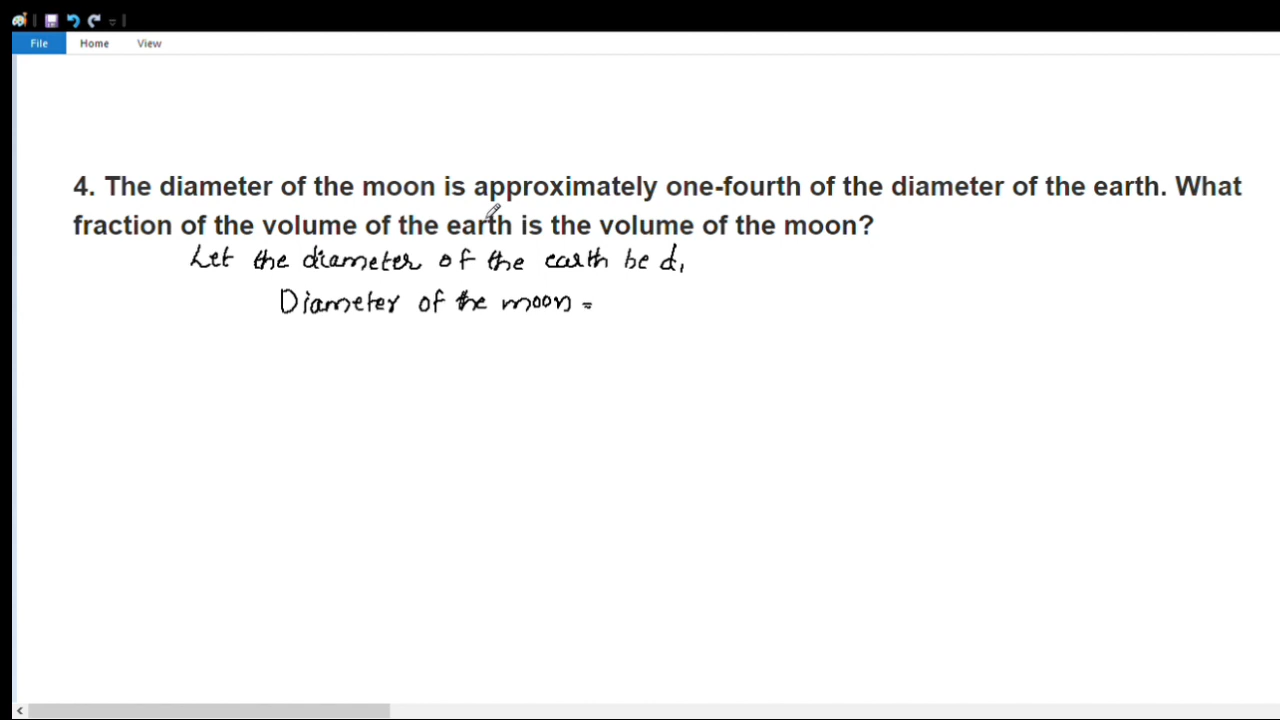 File Home View
4. The diameter of the moon is approximately one-fourth of the diameter of the earth. What
fraction of the volume of the earth is the volume of the moon?
Let the diameter of the earth be d,
Diameter of the moon =